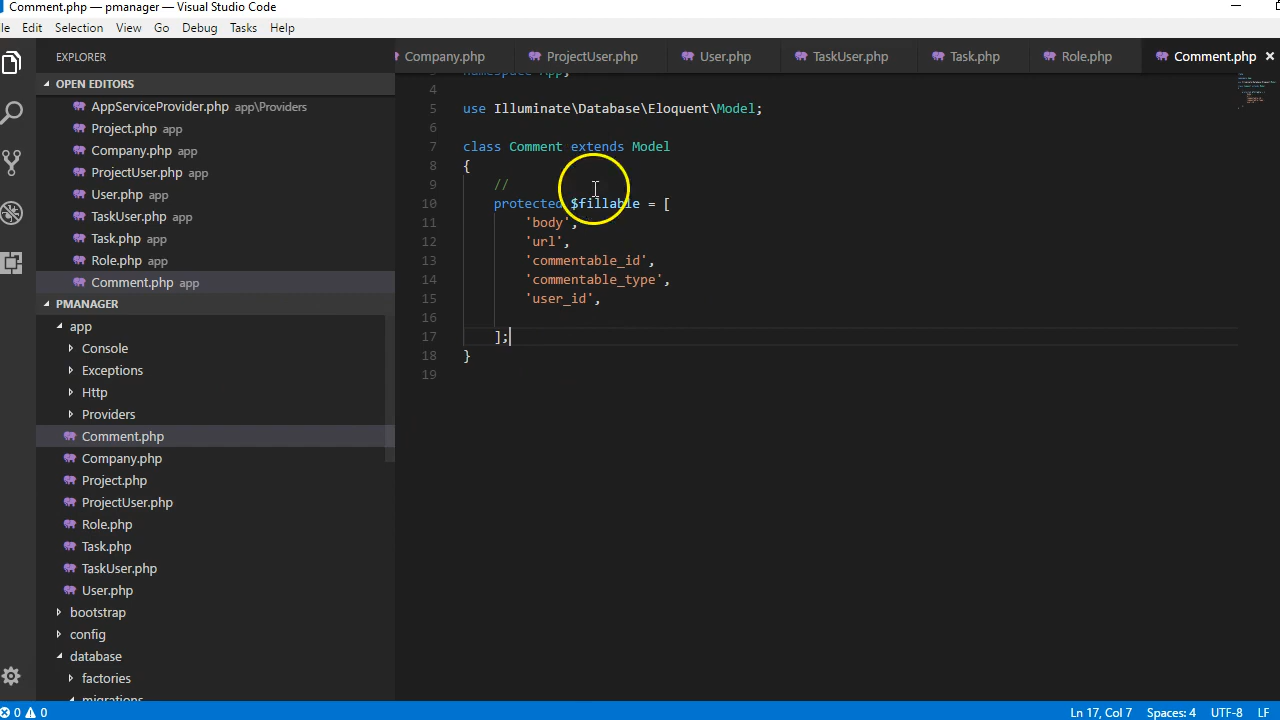 Comment.php — pmanager — Visual Studio Code
Edit Selection View Go Debug Tasks Help
EXPLORER
OPEN EDITORS
AppServiceProvider.php app\Providers
Project.php app
Company.php app
ProjectUser.php app
User.php app
TaskUser.php app
Task.php app
Role.php app
Comment.php app
PMANAGER
app
Console
Exceptions
Http
Providers
Comment.php
Company.php
Project.php
ProjectUser.php
Role.php
Task.php
TaskUser.php
User.php
bootstrap
config
database
factories
migrations
Company.php ProjectUser.php User.php TaskUser.php Task.php Role.php Comment.php
3 namespace App;
4
5 use Illuminate\Database\Eloquent\Model;
6
7 class Comment extends Model
8 {
9 //
10 protected $fillable = [
11 'body',
12 'url',
13 'commentable_id',
14 'commentable_type',
15 'user_id',
16
17 ];
18 }
19
0 0 Ln 17, Col 7 Spaces: 4 UTF-8 LF